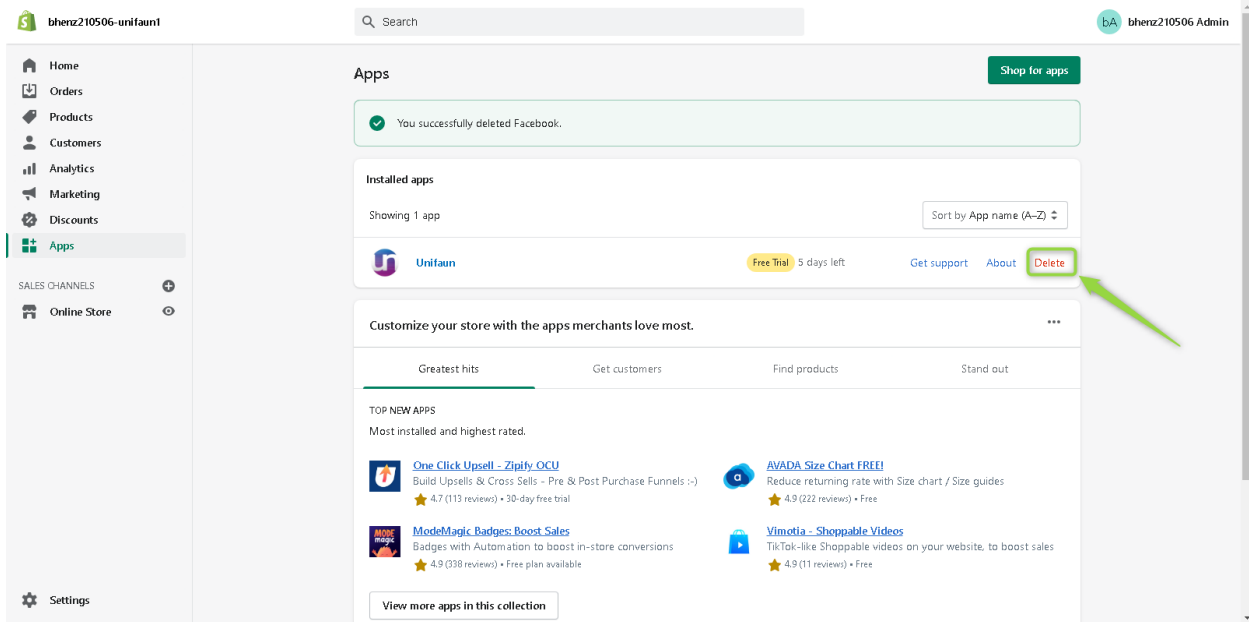 bhenz210506-unifaun1
Search
bA
bhenz210506 Admin
Home
Orders
Products
Customers
Analytics
Marketing
Discounts
Apps
SALES CHANNELS
Online Store
Settings
Apps
Shop for apps
You successfully deleted Facebook.
Installed apps
Showing 1 app
Sort by App name (A–Z)
Unifaun
Free Trial 5 days left
Get support
About
Delete
Customize your store with the apps merchants love most.
Greatest hits
Get customers
Find products
Stand out
TOP NEW APPS
Most installed and highest rated.
One Click Upsell - Zipify OCU
Build Upsells & Cross Sells - Pre & Post Purchase Funnels :-)
4.7 (113 reviews) • 30-day free trial
a
AVADA Size Chart FREE!
Reduce returning rate with Size chart / Size guides
4.9 (222 reviews) • Free
MODE
magic
ModeMagic Badges: Boost Sales
Badges with Automation to boost in-store conversions
4.9 (338 reviews) • Free plan available
Vimotia - Shoppable Videos
TikTok-like Shoppable videos on your website, to boost sales
4.9 (11 reviews) • Free
View more apps in this collection